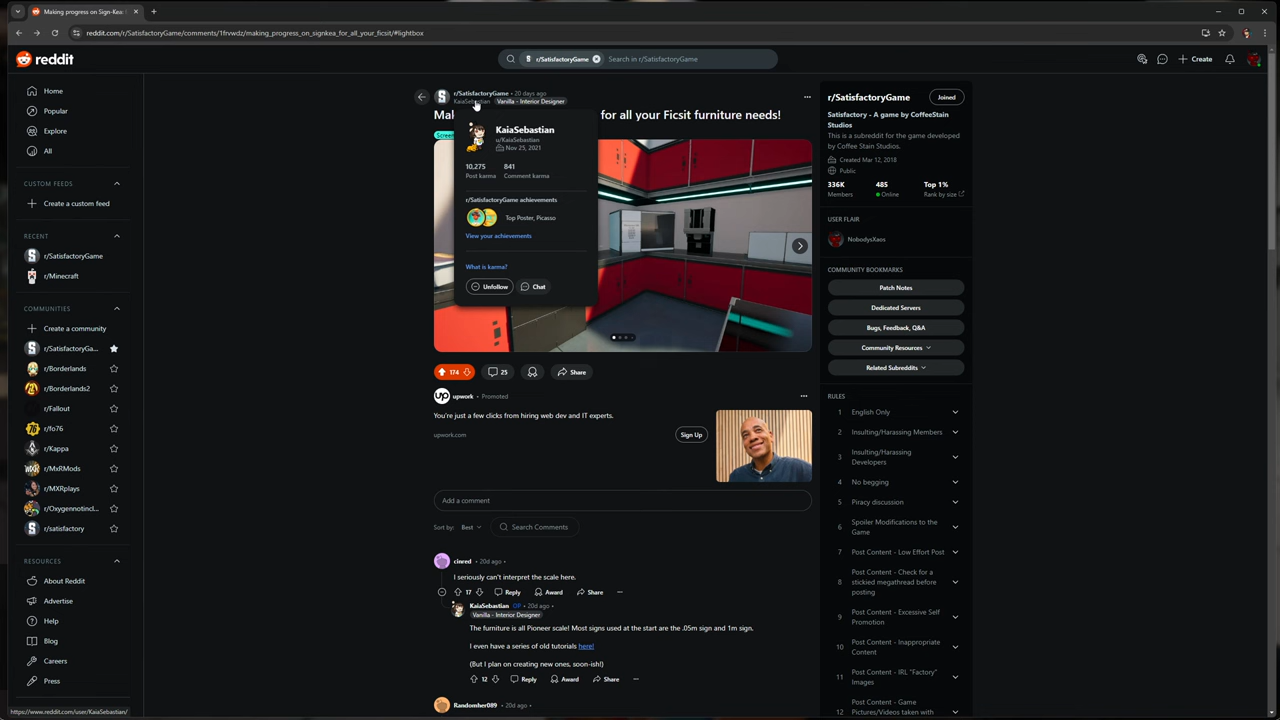 Making progress on Sign-Kea
reddit.com/r/SatisfactoryGame/comments/1frvwdz/making_progress_on_signkea_for_all_your_ficsit/#lightbox
reddit
r/SatisfactoryGame
Search in r/SatisfactoryGame
Create
Home
Popular
Explore
All
CUSTOM FEEDS
Create a custom feed
RECENT
r/SatisfactoryGame
r/Minecraft
COMMUNITIES
Create a community
r/SatisfactoryGa...
r/Borderlands
r/Borderlands2
r/Fallout
r/fo76
r/Kappa
r/MxRMods
r/MXRplays
r/Oxygennotincl...
r/satisfactory
RESOURCES
About Reddit
Advertise
Help
Blog
Careers
Press
https://www.reddit.com/user/KaiaSebastian/
r/SatisfactoryGame • 20 days ago
KaiaSebastian Vanilla - Interior Designer
for all your Ficsit furniture needs!
KaiaSebastian
u/KaiaSebastian
Nov 25, 2021
10,275 841
Post karma Comment karma
r/SatisfactoryGame achievements
Top Poster, Picasso
View your achievements
What is karma?
Unfollow Chat
174 25 Share
upwork • Promoted
You're just a few clicks from hiring web dev and IT experts.
upwork.com Sign Up
Add a comment
Sort by: Best Search Comments
cinred • 20d ago •
I seriously can't interpret the scale here.
17 Reply Award Share
KaiaSebastian OP • 20d ago •
Vanilla - Interior Designer
The furniture is all Pioneer scale! Most signs used at the start are the .05m sign and 1m sign.
I even have a series of old tutorials here!
(But I plan on creating new ones, soon-ish!)
12 Reply Award Share
Randomher089 • 20d ago •
r/SatisfactoryGame Joined
Satisfactory - A game by CoffeeStain
Studios
This is a subreddit for the game developed
by Coffee Stain Studios.
Created Mar 12, 2018
Public
336K 485 Top 1%
Members Online Rank by size
USER FLAIR
NobodysXaos
COMMUNITY BOOKMARKS
Patch Notes
Dedicated Servers
Bugs, Feedback, Q&A
Community Resources
Related Subreddits
RULES
1 English Only
2 Insulting/Harassing Members
3 Insulting/Harassing
Developers
4 No begging
5 Piracy discussion
6 Spoiler Modifications to the
Game
7 Post Content - Low Effort Post
8 Post Content - Check for a
stickied megathread before
posting
9 Post Content - Excessive Self
Promotion
10 Post Content - Inappropriate
Content
11 Post Content - IRL "Factory"
Images
12 Post Content - Game
Pictures/Videos taken with